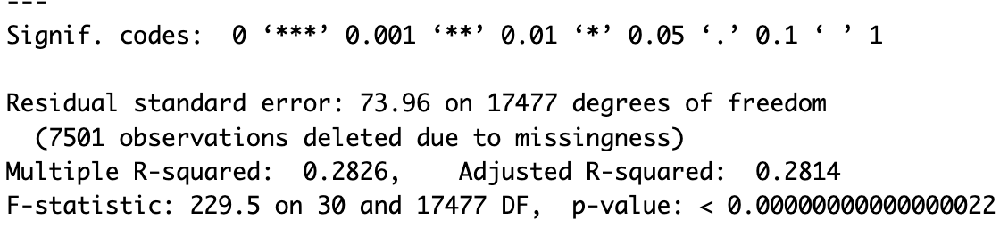 ---
Signif. codes:  0 ‘***’ 0.001 ‘**’ 0.01 ‘*’ 0.05 ‘.’ 0.1 ‘ ’ 1
Residual standard error: 73.96 on 17477 degrees of freedom
  (7501 observations deleted due to missingness)
Multiple R-squared:  0.2826,    Adjusted R-squared:  0.2814
F-statistic: 229.5 on 30 and 17477 DF,  p-value: < 0.00000000000000022